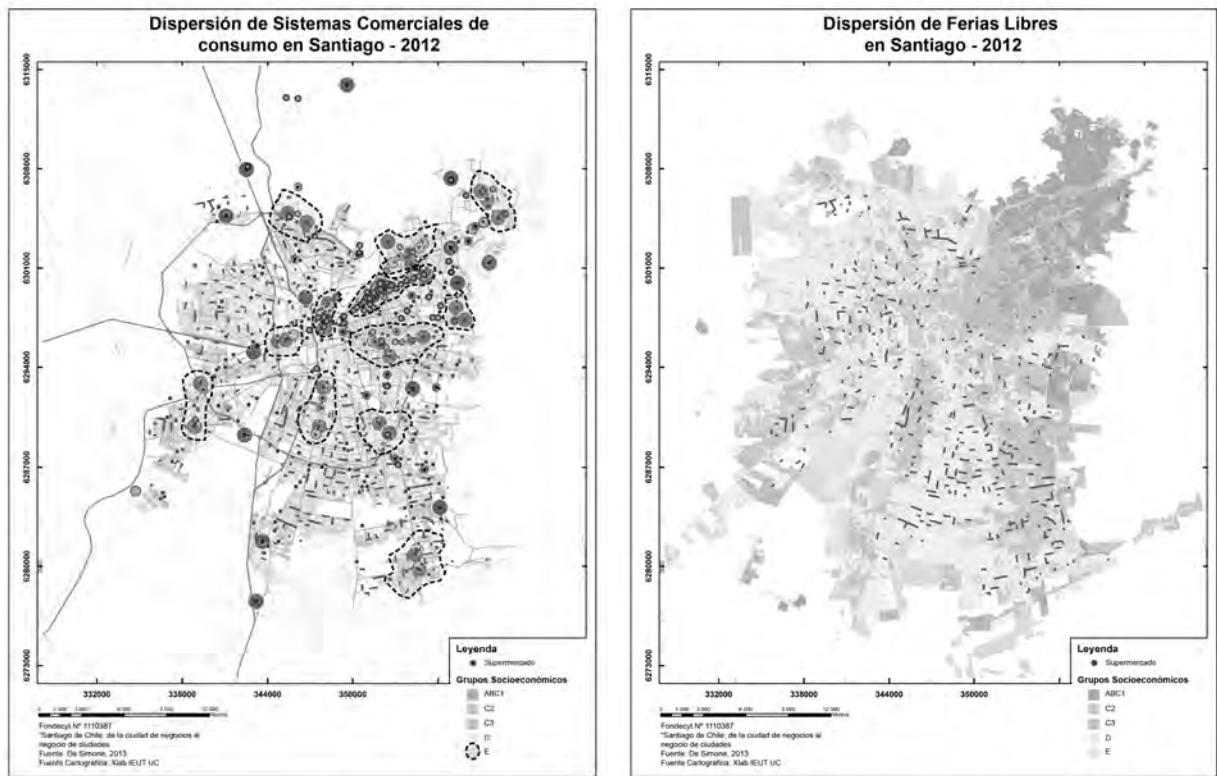 Dispersión de Sistemas Comerciales de
consumo en Santiago - 2012
6315000
6308000
6301000
6294000
6287000
6280000
6273000
332000
338000
344000
350000
Leyenda
Supermercado
Grupos Socioeconómicos
ABC1
C2
C3
D
E
Fondecyt Nº 1110387
"Santiago de Chile: de la ciudad de negocios al
negocio de ciudades
Fuente: De Simone, 2013
Fuente Cartográfica: Xlab IEUT UC
Dispersión de Ferias Libres
en Santiago - 2012
6315000
6308000
6301000
6294000
6287000
6280000
6273000
332000
338000
344000
350000
Leyenda
Supermercado
Grupos Socioeconómicos
ABC1
C2
C3
D
E
Fondecyt Nº 1110387
"Santiago de Chile: de la ciudad de negocios al
negocio de ciudades
Fuente: De Simone, 2013
Fuente Cartográfica: Xlab IEUT UC